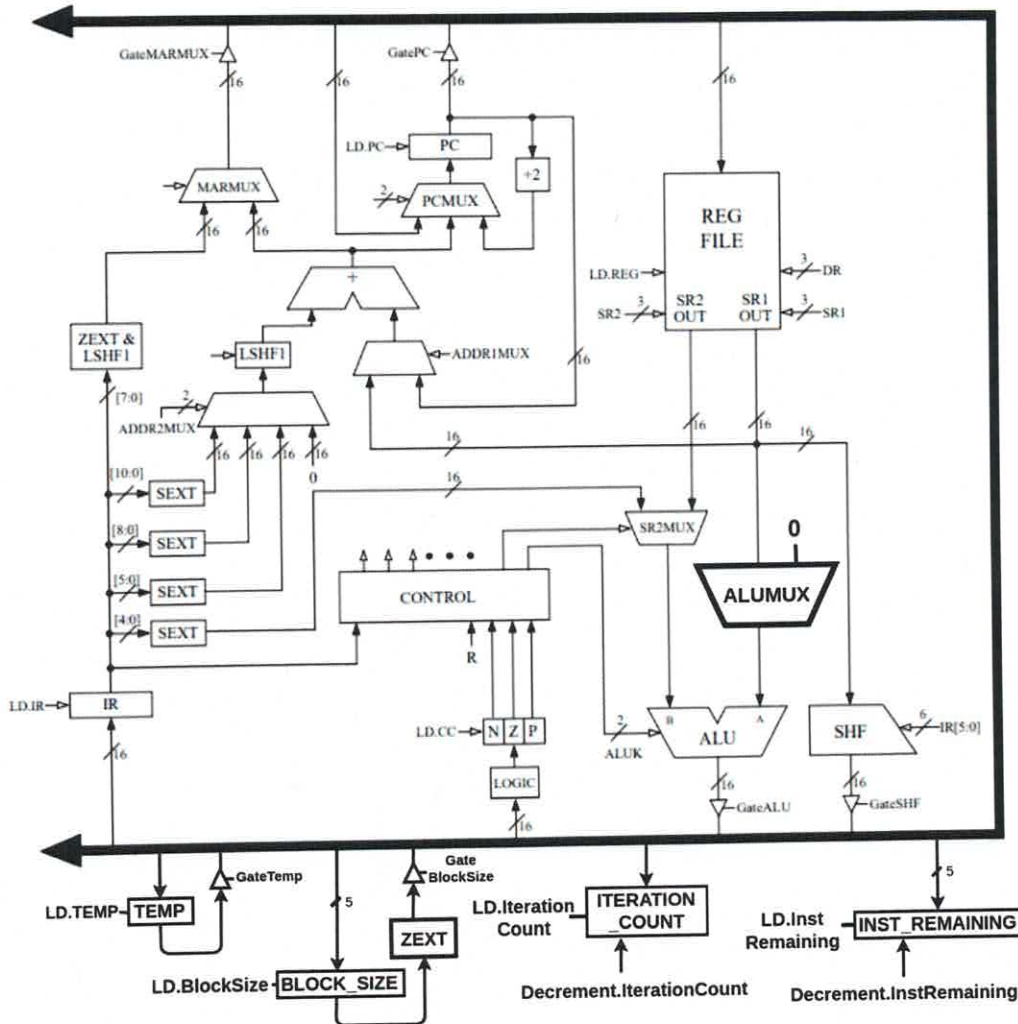 GateMARMUX
16
16
GatePC
16
16
LD.PC
PC
+2
MARMUX
2
PCMUX
16
16
16
16
REG
FILE
LD.REG
3
DR
SR2
3
SR2
OUT
SR1
OUT
3
SR1
+
ZEXT &
LSHF1
LSHF1
ADDR1MUX
16
[7:0]
2
ADDR2MUX
16
16
16
16
0
16
16
16
16
[10:0]
SEXT
16
[8:0]
SEXT
SR2MUX
0
[5:0]
SEXT
CONTROL
ALUMUX
[4:0]
SEXT
R
LD.IR
IR
LD.CC
N
Z
P
2
ALUK
B
A
ALU
SHF
6
IR[5:0]
LOGIC
16
16
16
16
GateALU
GateSHF
GateTemp
Gate
BlockSize
5
5
LD.TEMP
TEMP
LD.Iteration
Count
ITERATION
_COUNT
LD.Inst
Remaining
INST_REMAINING
ZEXT
LD.BlockSize
BLOCK_SIZE
Decrement.IterationCount
Decrement.InstRemaining